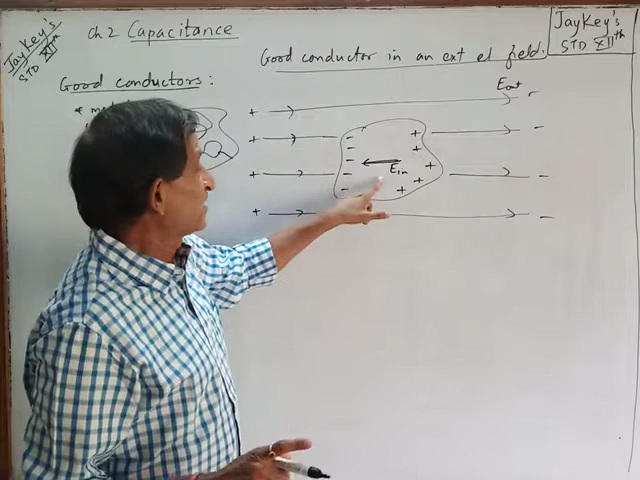 JayKey's
STD XIIth
Ch 2 Capacitance
JayKey's
STD XIIth
Good conductor in an ext el field.
Good conductors:
Eout
+ -
+ - + -
-
+
- Ein +
+ - + -
- +
+ -